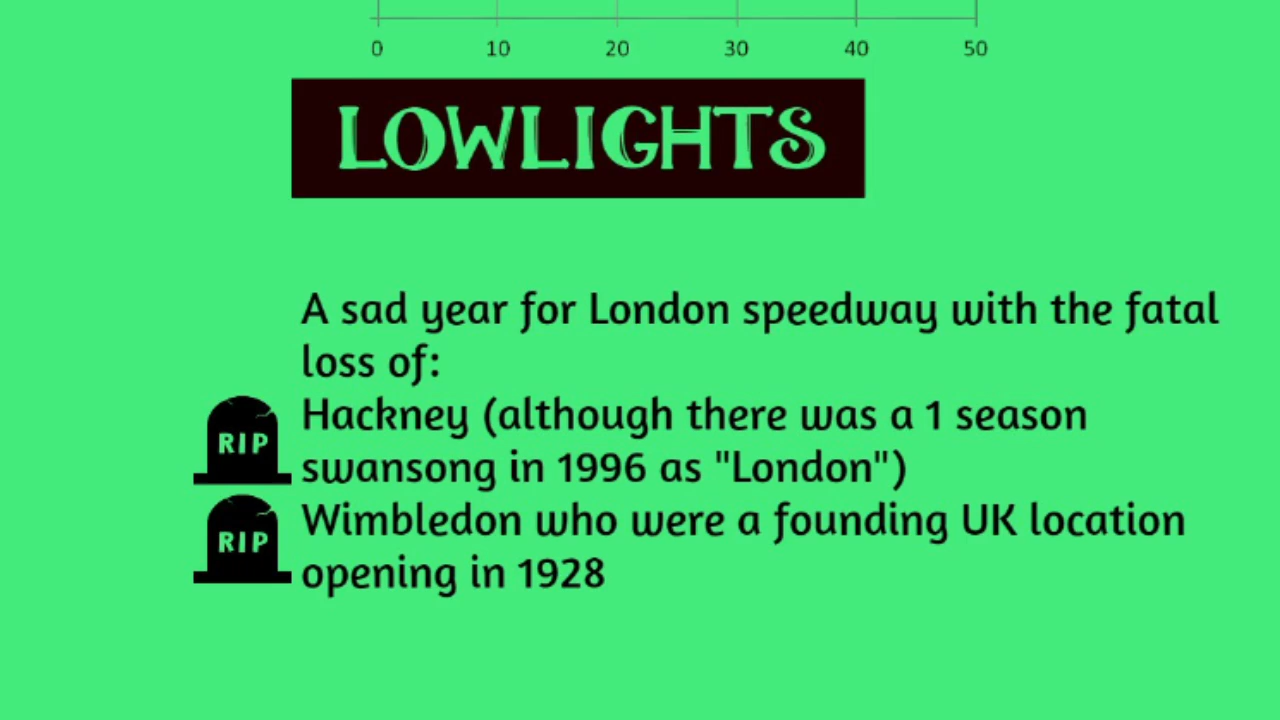 0 10 20 30 40 50
LOWLIGHTS
A sad year for London speedway with the fatal
loss of:
RIP
Hackney (although there was a 1 season
swansong in 1996 as "London")
RIP
Wimbledon who were a founding UK location
opening in 1928